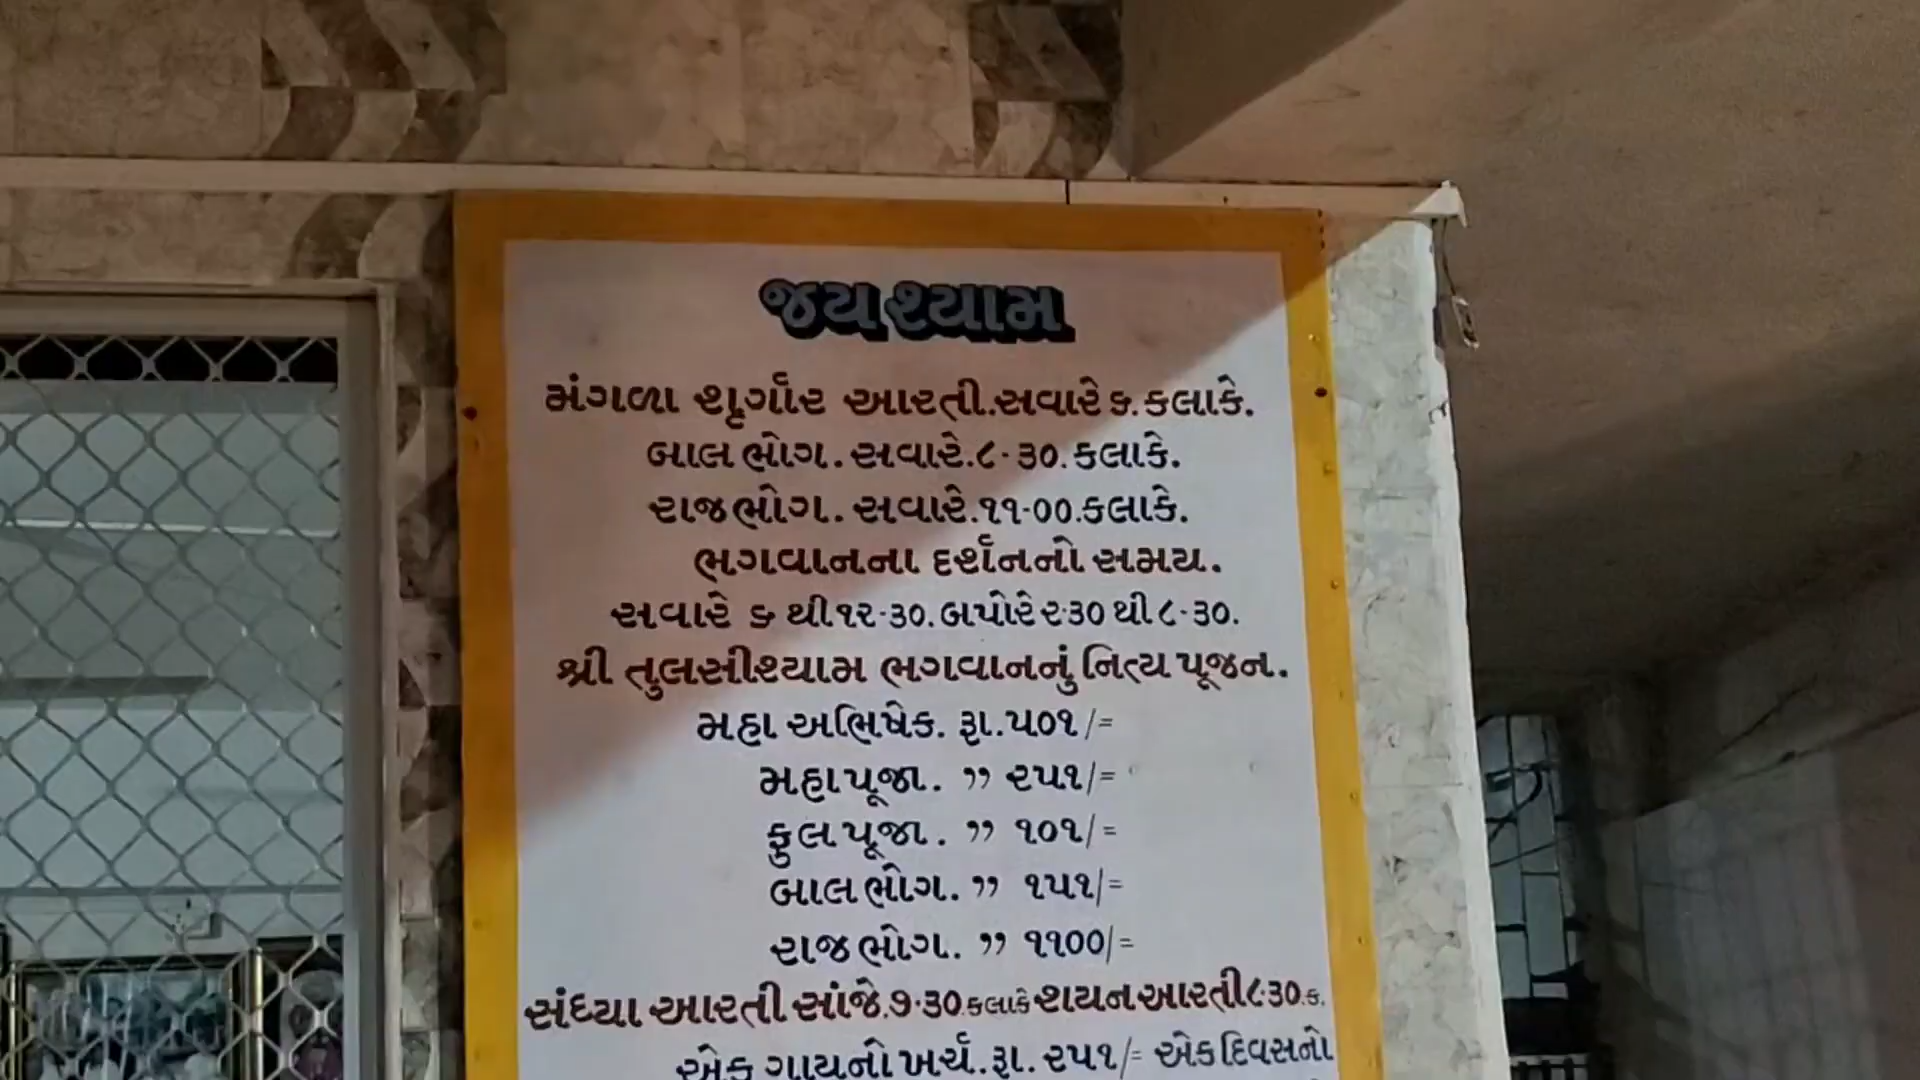 જય શ્યામ
મંગળા શૃર્ગાર આરતી.સવારે ૬.કલાકે.
બાલ ભોગ. સવારે.૮-૩૦.કલાકે.
રાજ ભોગ. સવારે.૧૧-૦૦.કલાકે.
ભગવાનના દર્શનનો સમય.
સવારે ૬ થી ૧૨-૩૦. બપોરે ૨-૩૦ થી ૮-૩૦.
શ્રી તુલસીશ્યામ ભગવાનનું નિત્ય પૂજન.
મહા અભિષેક. રૂા.૫૦૧/=
મહાપૂજા. ” ૨૫૧/=
ફુલ પૂજા. ” ૧૦૧/=
બાલ ભોગ. ” ૧૫૧/=
રાજ ભોગ. ” ૧૧૦૦/=
સંધ્યા આરતી સાંજે.૭-૩૦.કલાકે શયન આરતી ૮-૩૦.ક.
એક ગાયનો ખર્ચ. રૂા. ૨૫૧/= એક દિવસનો